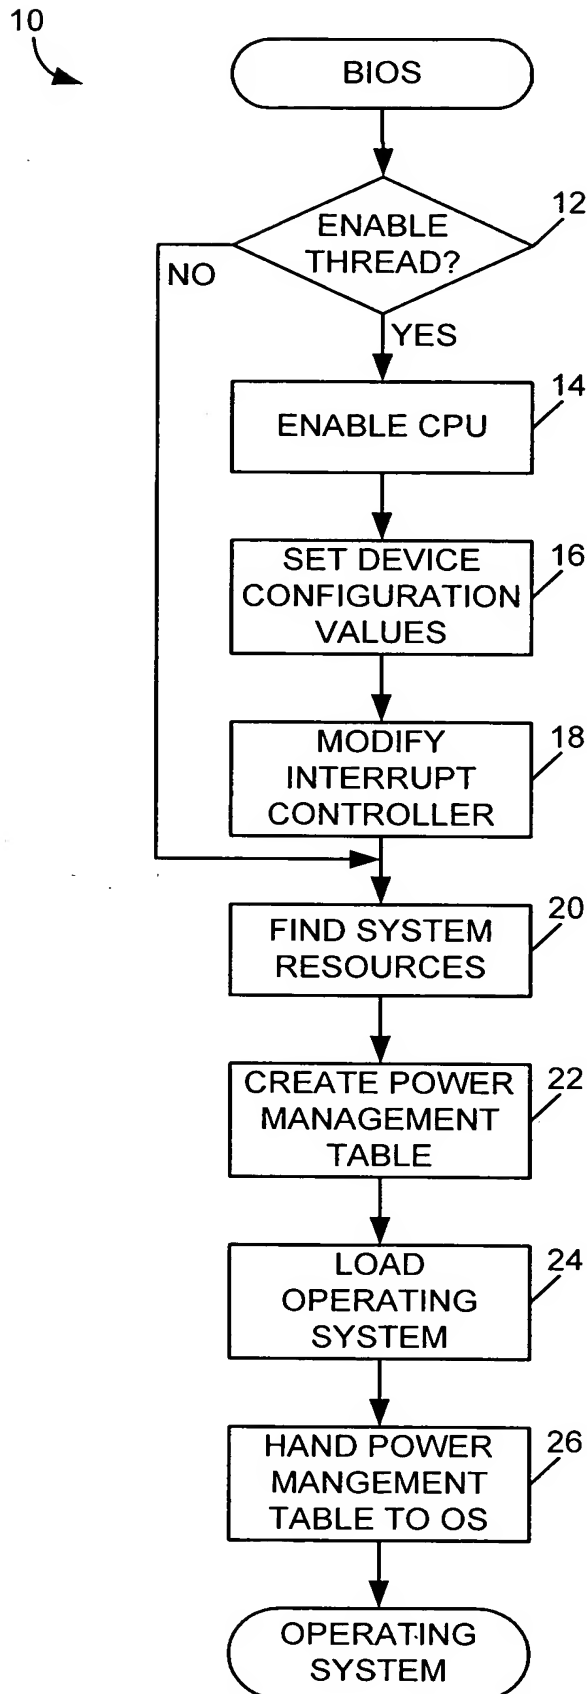 10
BIOS
12
ENABLE
THREAD?
NO
YES
14
ENABLE CPU
16
SET DEVICE
CONFIGURATION
VALUES
18
MODIFY
INTERRUPT
CONTROLLER
20
FIND SYSTEM
RESOURCES
22
CREATE POWER
MANAGEMENT
TABLE
24
LOAD
OPERATING
SYSTEM
26
HAND POWER
MANGEMENT
TABLE TO OS
OPERATING
SYSTEM